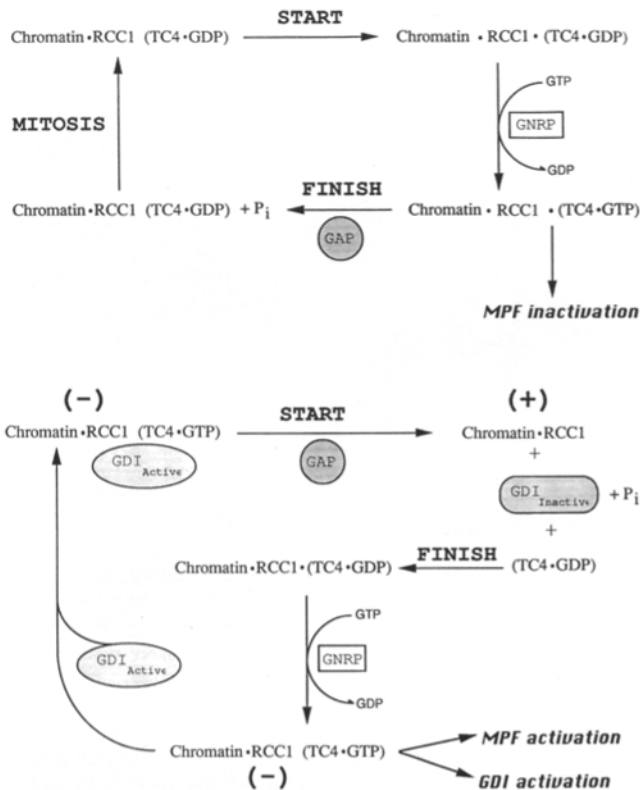 START
Chromatin•RCC1 (TC4•GDP)
Chromatin • RCC1 • (TC4•GDP)
GTP
MITOSIS
GNRP
GDP
FINISH
Chromatin•RCC1 (TC4•GDP) + Pi
Chromatin • RCC1 • (TC4•GTP)
GAP
MPF inactivation
(-)
(+)
START
Chromatin•RCC1 (TC4•GTP)
Chromatin•RCC1
GDI Active
GAP
+
GDI Inactive + Pi
+
FINISH
Chromatin•RCC1•(TC4•GDP)
(TC4•GDP)
GTP
GDI Active
GNRP
GDP
MPF activation
Chromatin•RCC1 (TC4•GTP)
(-)
GDI activation